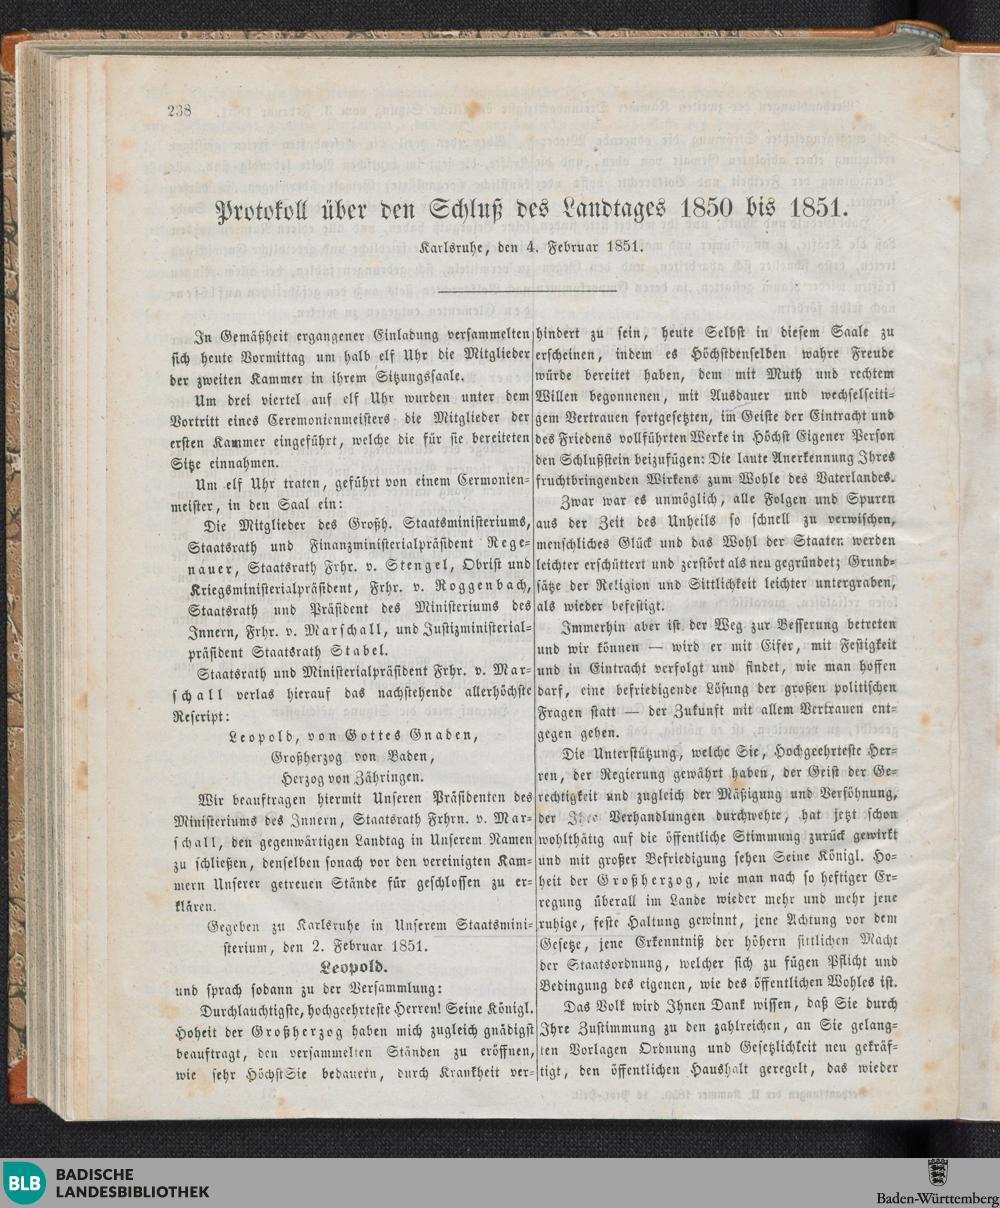 238
Protokoll über den Schluß des Landtages 1850 bis 1851.
Karlsruhe, den 4. Februar 1851.
In Gemäßheit ergangener Einladung versammelten
sich heute Vormittag um halb elf Uhr die Mitglieder
der zweiten Kammer in ihrem Sitzungssaale.
Um drei viertel auf elf Uhr wurden unter dem
Vortritt eines Ceremonienmeisters die Mitglieder der
ersten Kammer eingeführt, welche die für sie bereiteten
Sitze einnahmen.
Um elf Uhr traten, geführt von einem Cermonien-
meister, in den Saal ein:
Die Mitglieder des Großh. Staatsministeriums,
Staatsrath und Finanzministerialpräsident Rege-
nauer, Staatsrath Frhr. v. Stengel, Obrist und
Kriegsministerialpräsident, Frhr. v. Roggenbach,
Staatsrath und Präsident des Ministeriums des
Innern, Frhr. v. Marschall, und Justizministerial-
präsident Staatsrath Stabel.
Staatsrath und Ministerialpräsident Frhr. v. Mar-
schall verlas hierauf das nachstehende allerhöchste
Rescript:
Leopold, von Gottes Gnaden,
Großherzog von Baden,
Herzog von Zähringen.
Wir beauftragen hiermit Unseren Präsidenten des
Ministeriums des Innern, Staatsrath Frhrn. v. Mar-
schall, den gegenwärtigen Landtag in Unserem Namen
zu schließen, denselben sonach vor den vereinigten Kam-
mern Unserer getreuen Stände für geschlossen zu er-
klären.
Gegeben zu Karlsruhe in Unserem Staatsmini-
sterium, den 2. Februar 1851.
Leopold.
und sprach sodann zu der Versammlung:
Durchlauchtigste, hochgeehrteste Herren! Seine Königl.
Hoheit der Großherzog haben mich zugleich gnädigst
beauftragt, den versammelten Ständen zu eröffnen,
wie sehr HöchstSie bedauern, durch Krankheit ver-
hindert zu sein, heute Selbst in diesem Saale zu
erscheinen, indem es Höchstdenselben wahre Freude
würde bereitet haben, dem mit Muth und rechtem
Willen begonnenen, mit Ausdauer und wechselseiti-
gem Vertrauen fortgesetzten, im Geiste der Eintracht und
des Friedens vollführten Werke in Höchst Eigener Person
den Schlußstein beizufügen: Die laute Anerkennung Ihres
fruchtbringenden Wirkens zum Wohle des Vaterlandes.
Zwar war es unmöglich, alle Folgen und Spuren
aus der Zeit des Unheils so schnell zu verwischen,
menschliches Glück und das Wohl der Staaten werden
leichter erschüttert und zerstört als neu gegründet; Grund-
sätze der Religion und Sittlichkeit leichter untergraben,
als wieder befestigt.
Immerhin aber ist der Weg zur Besserung betreten
und wir können — wird er mit Eifer, mit Festigkeit
und in Eintracht verfolgt und findet, wie man hoffen
darf, eine befriedigende Lösung der großen politischen
Fragen statt — der Zukunft mit allem Vertrauen ent-
gegen gehen.
Die Unterstützung, welche Sie, Hochgeehrteste Her-
ren, der Regierung gewährt haben, der Geist der Ge-
rechtigkeit und zugleich der Mäßigung und Versöhnung,
der Verhandlungen durchwehte, hat jetzt schon
wohlthätig auf die öffentliche Stimmung zurück gewirkt
und mit großer Befriedigung sehen Seine Königl. Ho-
heit der Großherzog, wie man nach so heftiger Er-
regung überall im Lande wieder mehr und mehr jene
ruhige, feste Haltung gewinnt, jene Achtung vor dem
Gesetze, jene Erkenntniß der höhern sittlichen Macht
der Staatsordnung, welcher sich zu fügen Pflicht und
Bedingung des eigenen, wie des öffentlichen Wohles ist.
Das Volk wird Ihnen Dank wissen, daß Sie durch
Ihre Zustimmung zu den zahlreichen, an Sie gelang-
ten Vorlagen Ordnung und Gesetzlichkeit neu gekräf-
tigt, den öffentlichen Haushalt geregelt, das wieder
BLB BADISCHE
LANDESBIBLIOTHEK
Baden-Württemberg